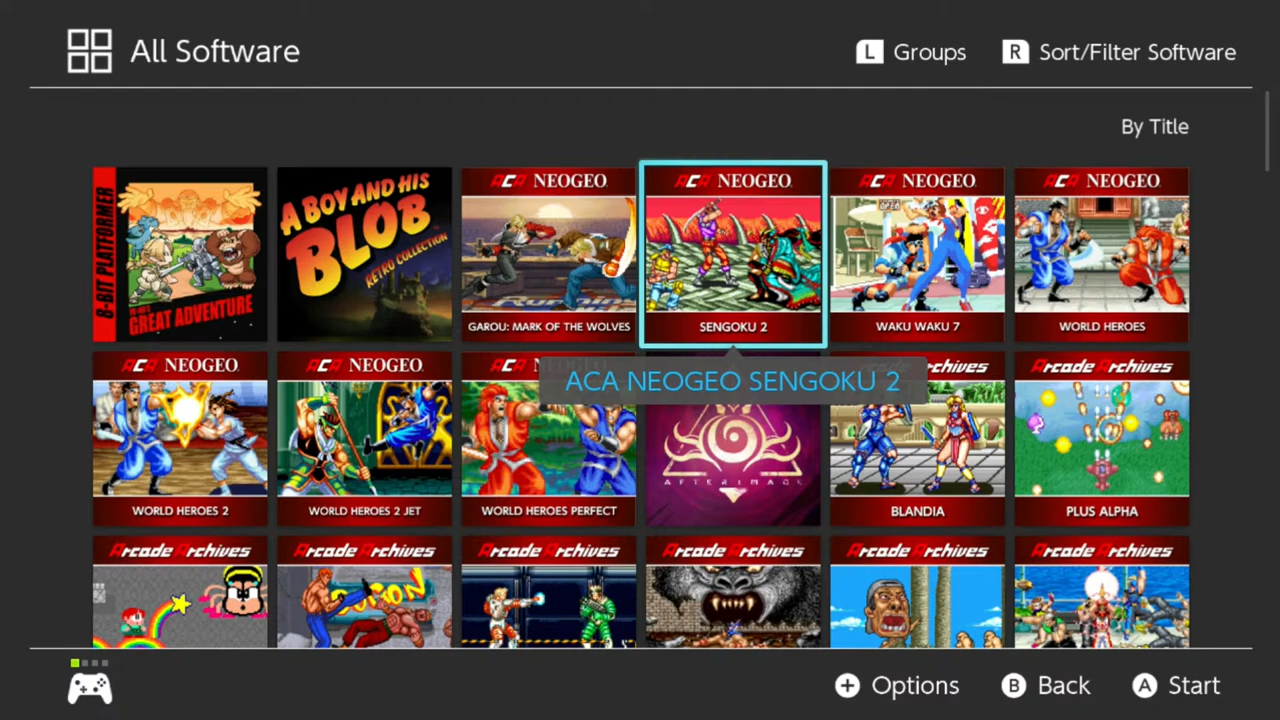 All Software
L Groups
R Sort/Filter Software
By Title
8-BIT PLATFORMER
GREAT ADVENTURE
A BOY AND HIS
BLOB
RETRO COLLECTION
ACA NEOGEO
GAROU: MARK OF THE WOLVES
ACA NEOGEO
SENGOKU 2
ACA NEOGEO
WAKU WAKU 7
ACA NEOGEO
WORLD HEROES
ACA NEOGEO SENGOKU 2
ACA NEOGEO
WORLD HEROES 2
ACA NEOGEO
WORLD HEROES 2 JET
WORLD HEROES PERFECT
AFTERIMAGE
BLANDIA
Arcade Archives
PLUS ALPHA
Arcade Archives
Arcade Archives
Arcade Archives
Arcade Archives
Arcade Archives
Arcade Archives
+ Options
B Back
A Start